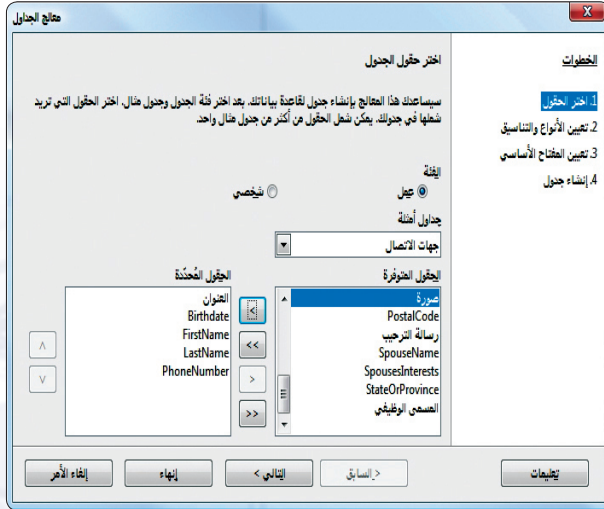 معالج الجداول
X
الخطوات
1. اختر الحقول
2. تعيين الأنواع والتناسيق
3. تعيين المفتاح الأساسي
4. إنشاء جدول
اختر حقول الجدول
سيساعدك هذا المعالج بإنشاء جدول لقاعدة بياناتك. بعد اختر فئة الجدول وجدول مثال. اختر الحقول التي تريد
شملها في جدولك. يمكن شمل الحقول من أكثر من جدول مثال واحد.
الفئة
عمل
شخصي
جداول أمثلة
جهات الاتصال
الحقول المتوفرة
صورة
PostalCode
رسالة الترحيب
SpouseName
SpousesInterests
StateOrProvince
المسمى الوظيفي
>
<<
>
<<
الحقول المُحدّدة
العنوان
Birthdate
FirstName
LastName
PhoneNumber
تعليمات
< السابق
التالي >
إنهاء
إلغاء الأمر